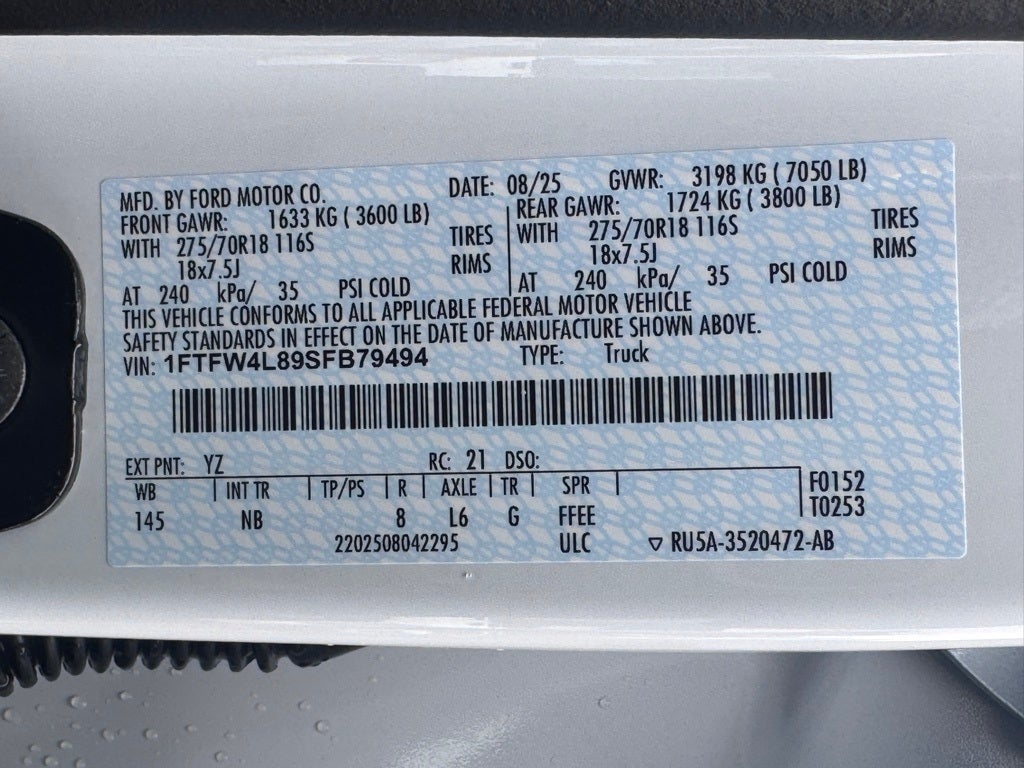 MFD. BY FORD MOTOR CO. DATE: 08/25 GVWR: 3198 KG ( 7050 LB)
FRONT GAWR: 1633 KG ( 3600 LB) REAR GAWR: 1724 KG ( 3800 LB)
WITH 275/70R18 116S TIRES WITH 275/70R18 116S TIRES
18x7.5J RIMS 18x7.5J RIMS
AT 240 kPa/ 35 PSI COLD AT 240 kPa/ 35 PSI COLD
THIS VEHICLE CONFORMS TO ALL APPLICABLE FEDERAL MOTOR VEHICLE
SAFETY STANDARDS IN EFFECT ON THE DATE OF MANUFACTURE SHOWN ABOVE.
VIN: 1FTFW4L89SFB79494 TYPE: Truck
EXT PNT: YZ RC: 21 DSO:
WB INT TR TP/PS R AXLE TR SPR F0152
145 NB 8 L6 G FFEE T0253
2202508042295 ULC ▽ RU5A-3520472-AB